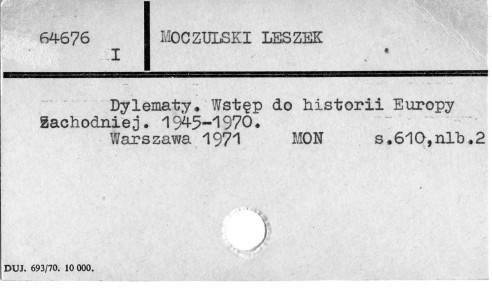 64676 MOCZULSKI LESZEK
I
Dylematy. Wstęp do historii Europy
Zachodniej. 1945-1970.
Warszawa 1971 MON s.610,nlb.2
DUJ. 693/70. 10 000.